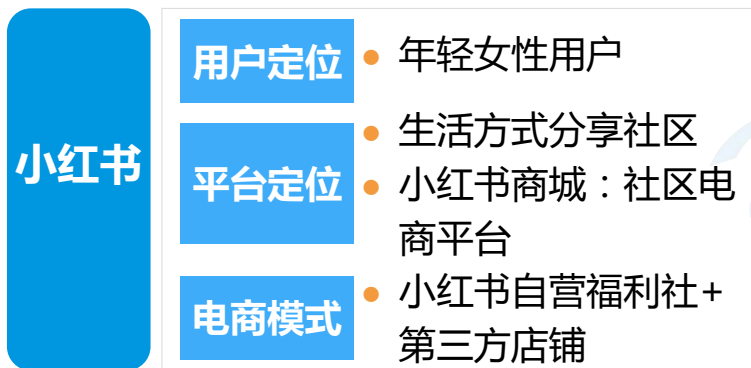 小红书
用户定位
年轻女性用户
平台定位
生活方式分享社区
小红书商城：社区电
商平台
电商模式
小红书自营福利社+
第三方店铺